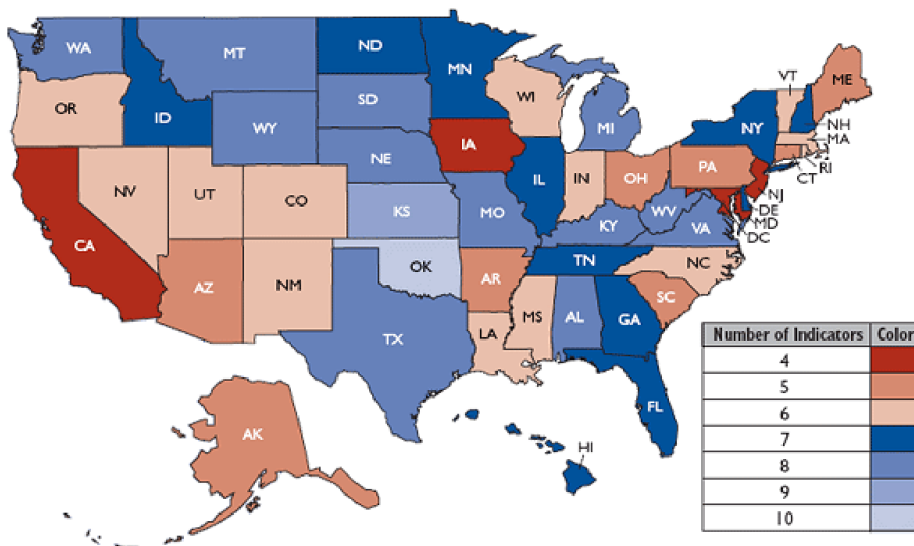 WA
MT
ND
MN
VT
ME
OR
ID
WY
SD
WI
MI
NY
NH
MA
RI
CT
NV
UT
CO
NE
IA
IL
IN
OH
PA
NJ
DE
MD
DC
CA
KS
MO
KY
WV
VA
AZ
NM
OK
AR
TN
NC
SC
TX
LA
MS
AL
GA
FL
AK
HI
Number of Indicators Color
4
5
6
7
8
9
10